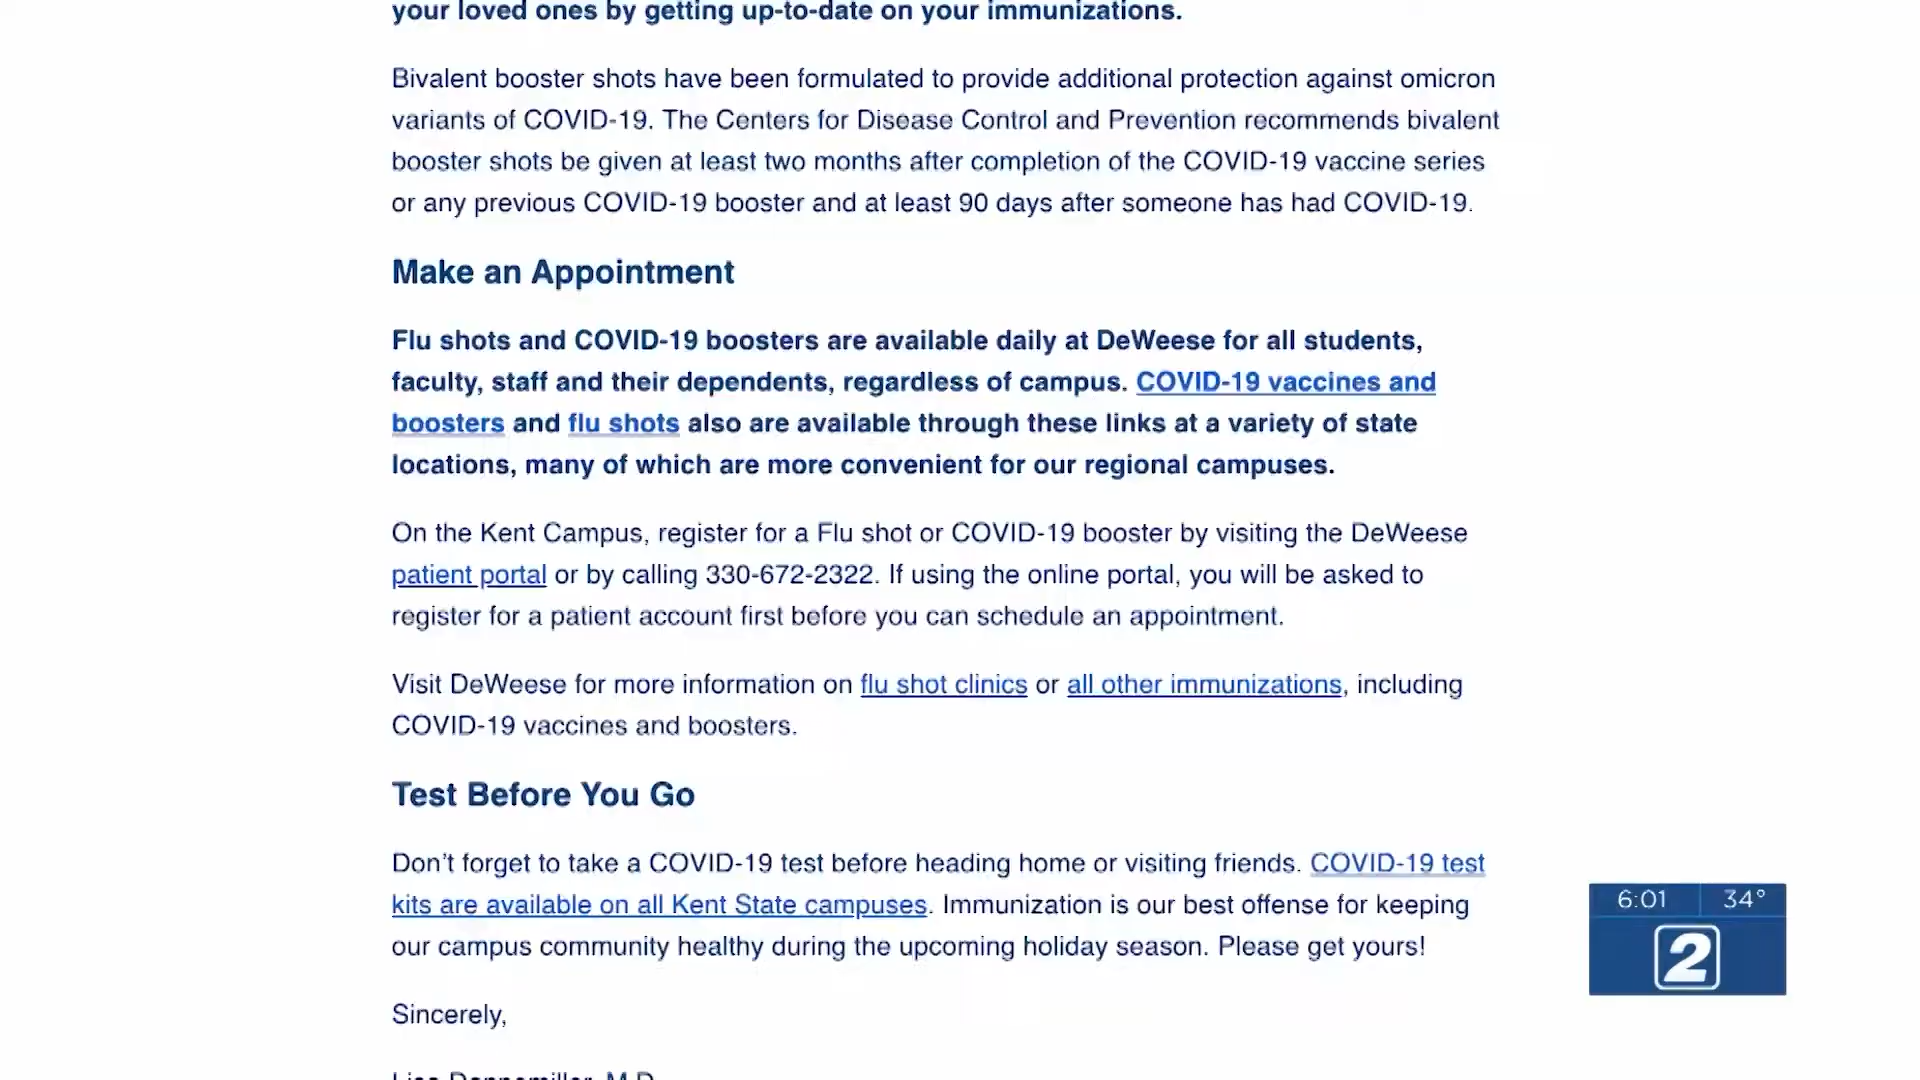 your loved ones by getting up-to-date on your immunizations.
Bivalent booster shots have been formulated to provide additional protection against omicron
variants of COVID-19. The Centers for Disease Control and Prevention recommends bivalent
booster shots be given at least two months after completion of the COVID-19 vaccine series
or any previous COVID-19 booster and at least 90 days after someone has had COVID-19.
Make an Appointment
Flu shots and COVID-19 boosters are available daily at DeWeese for all students,
faculty, staff and their dependents, regardless of campus. COVID-19 vaccines and
boosters and flu shots also are available through these links at a variety of state
locations, many of which are more convenient for our regional campuses.
On the Kent Campus, register for a Flu shot or COVID-19 booster by visiting the DeWeese
patient portal or by calling 330-672-2322. If using the online portal, you will be asked to
register for a patient account first before you can schedule an appointment.
Visit DeWeese for more information on flu shot clinics or all other immunizations, including
COVID-19 vaccines and boosters.
Test Before You Go
Don't forget to take a COVID-19 test before heading home or visiting friends. COVID-19 test
kits are available on all Kent State campuses. Immunization is our best offense for keeping
our campus community healthy during the upcoming holiday season. Please get yours!
Sincerely,
6:01 34°
2